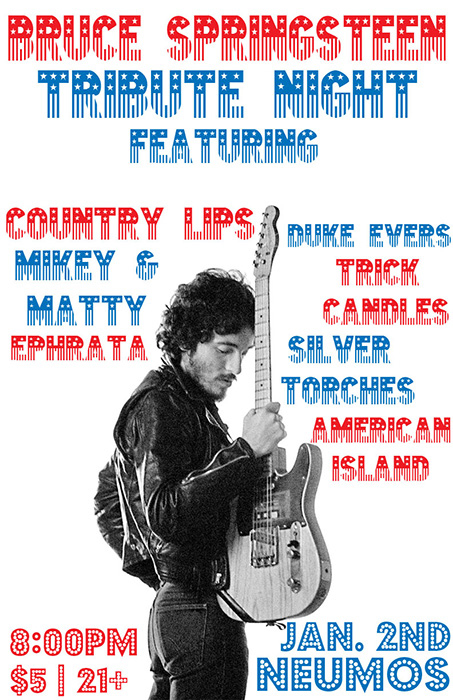 BRUCE SPRINGSTEEN
TRIBUTE NIGHT
FEATURING
COUNTRY LIPS
MIKEY &
MATTY
EPHRATA
DUKE EVERS
TRICK
CANDLES
SILVER
TORCHES
AMERICAN
ISLAND
8:00PM
$5 | 21+
JAN. 2ND
NEUMOS